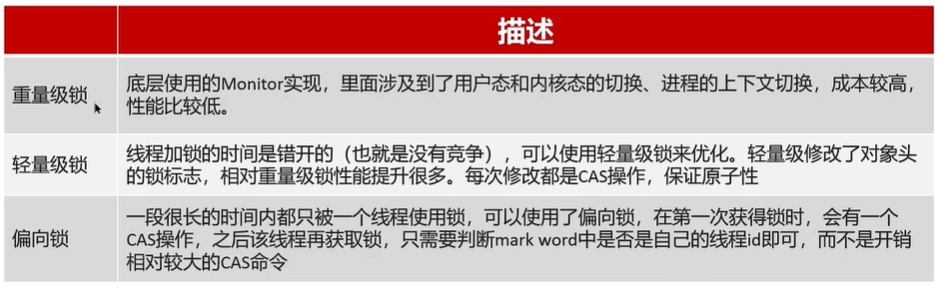 描述
重量级锁
底层使用的Monitor实现，里面涉及到了用户态和内核态的切换、进程的上下文切换，成本较高，
性能比较低。
轻量级锁
线程加锁的时间是错开的（也就是没有竞争），可以使用轻量级锁来优化。轻量级修改了对象头
的锁标志，相对重量级锁性能提升很多。每次修改都是CAS操作，保证原子性
偏向锁
一段很长的时间内都只被一个线程使用锁，可以使用了偏向锁，在第一次获得锁时，会有一个
CAS操作，之后该线程再获取锁，只需要判断mark word中是否是自己的线程id即可，而不是开销
相对较大的CAS命令